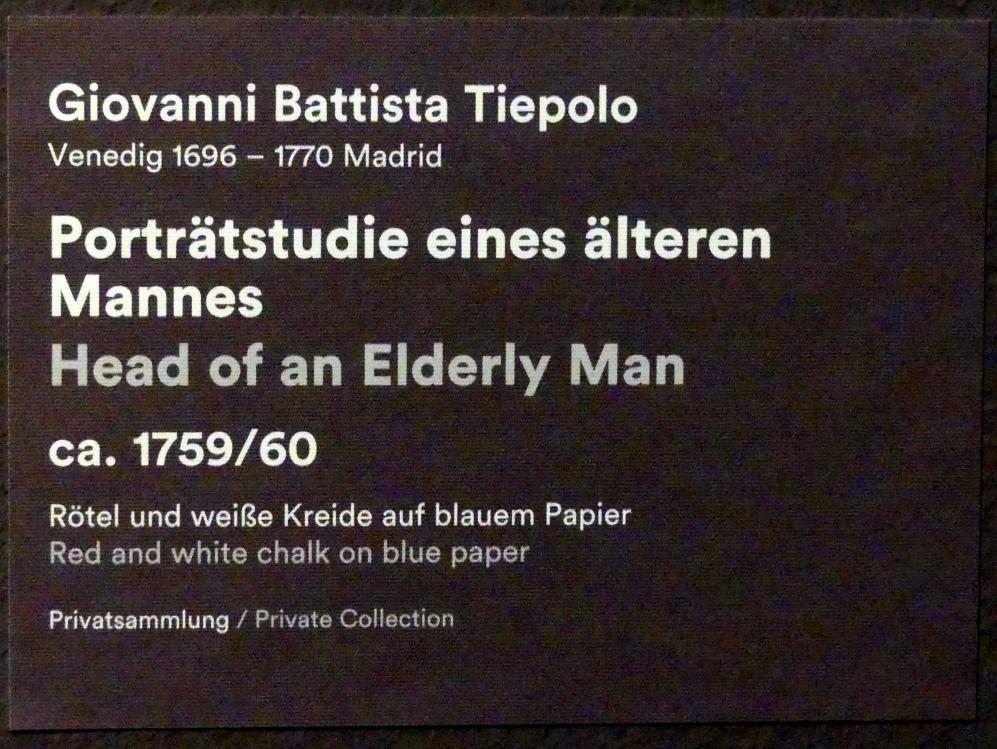 Giovanni Battista Tiepolo
Venedig 1696 – 1770 Madrid
Porträtstudie eines älteren
Mannes
Head of an Elderly Man
ca. 1759/60
Rötel und weiße Kreide auf blauem Papier
Red and white chalk on blue paper
Privatsammlung / Private Collection